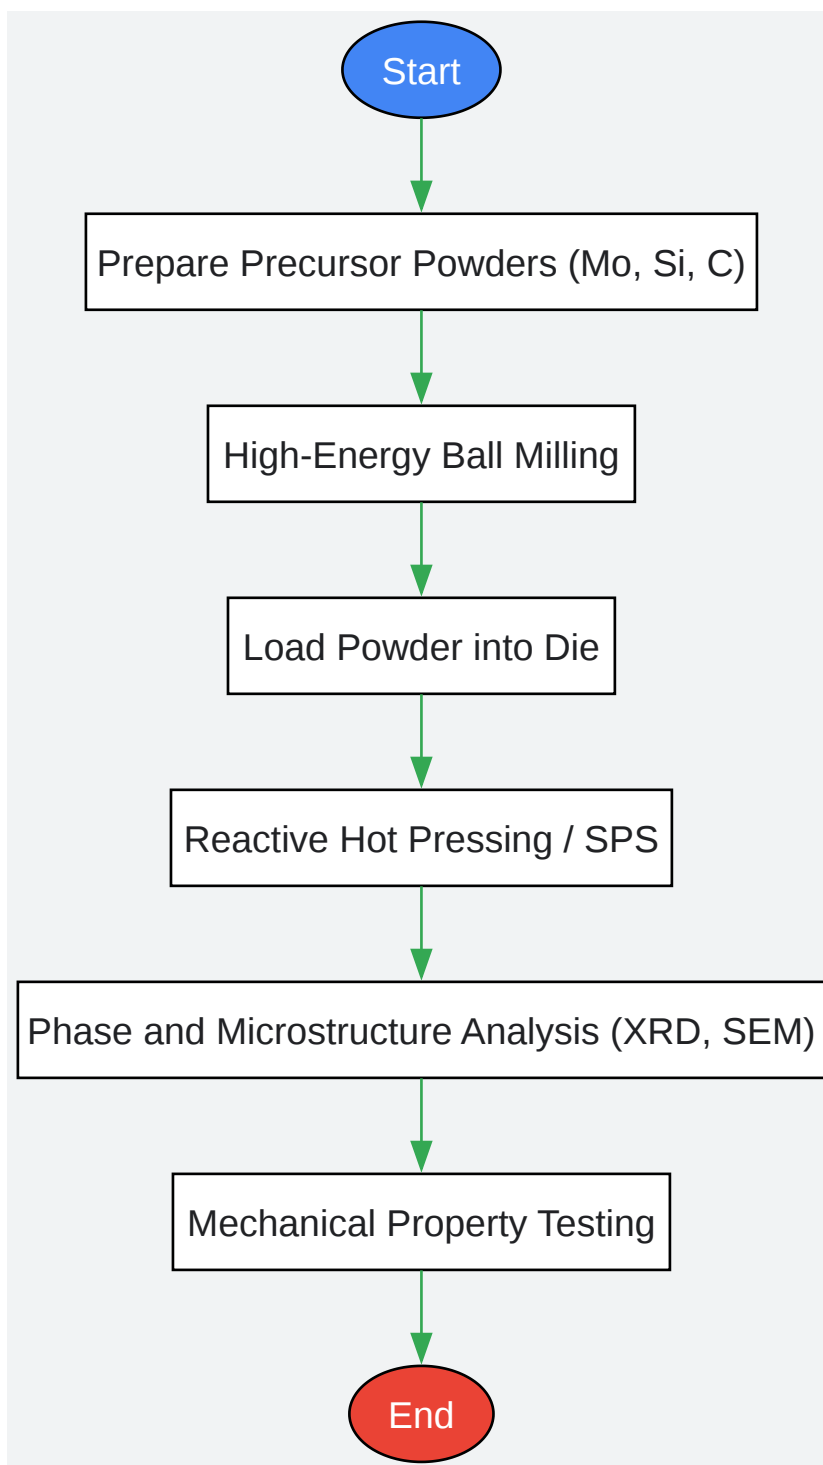 Start
Prepare Precursor Powders (Mo, Si, C)
High-Energy Ball Milling
Load Powder into Die
Reactive Hot Pressing / SPS
Phase and Microstructure Analysis (XRD, SEM)
Mechanical Property Testing
End